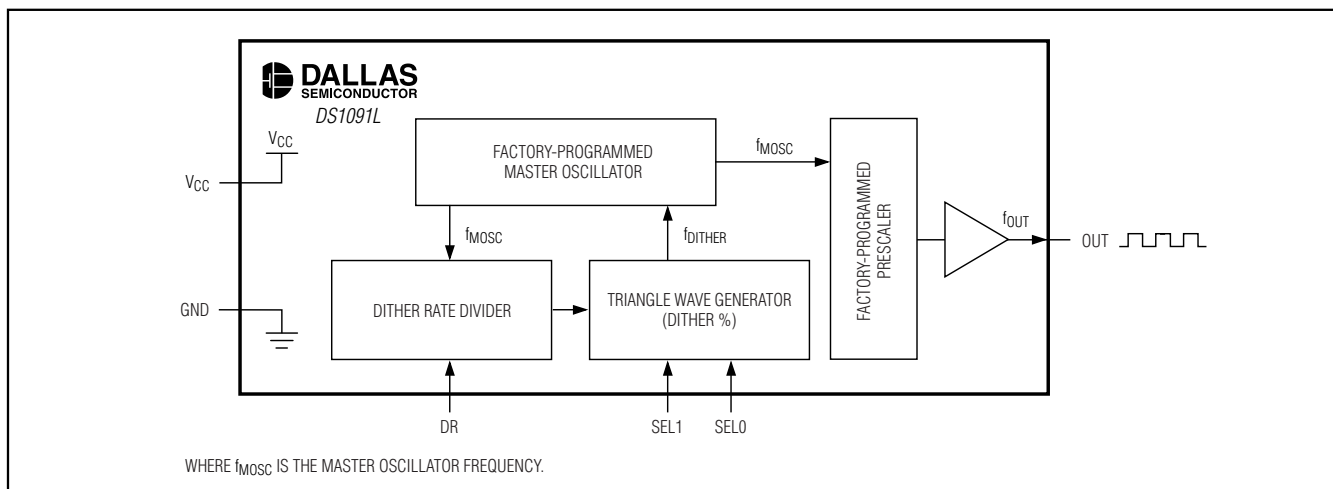 DALLAS
SEMICONDUCTOR
DS1091L
VCC
VCC
GND
FACTORY-PROGRAMMED
MASTER OSCILLATOR
fMOSC
fMOSC
fDITHER
DITHER RATE DIVIDER
TRIANGLE WAVE GENERATOR
(DITHER %)
FACTORY-PROGRAMMED
PRESCALER
fOUT
OUT
DR
SEL1
SEL0
WHERE fMOSC IS THE MASTER OSCILLATOR FREQUENCY.